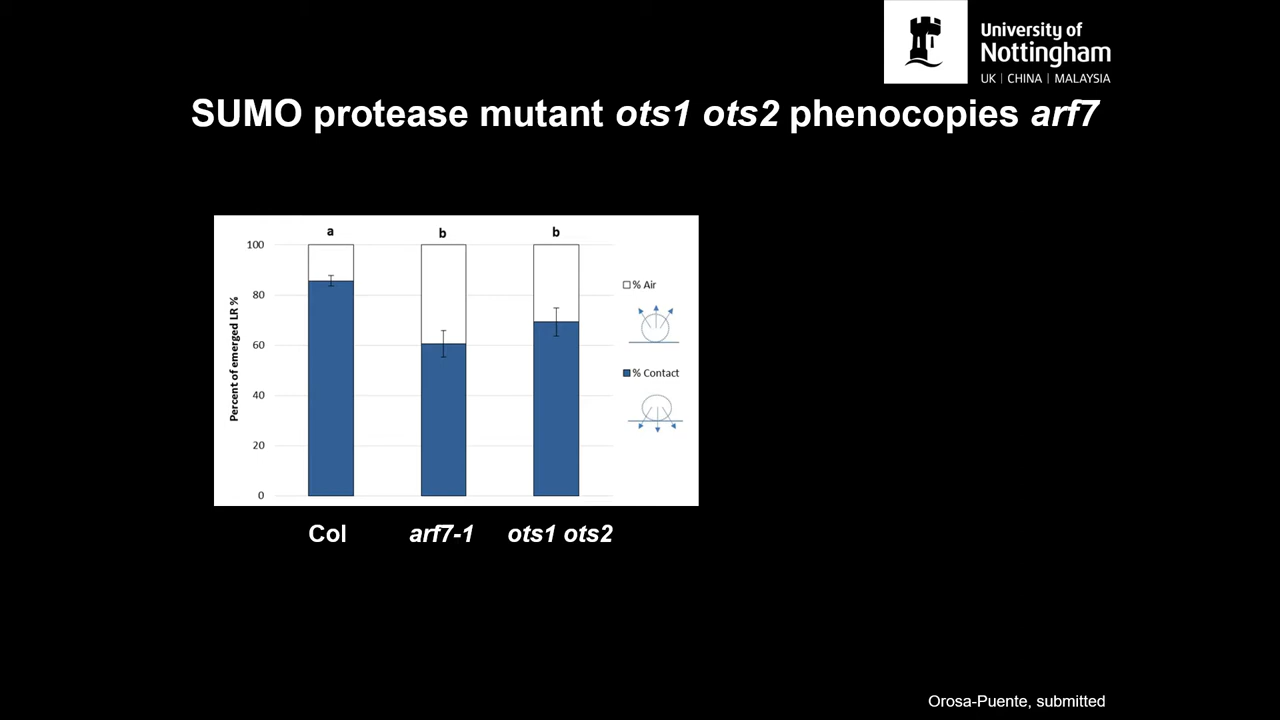 University of
Nottingham
UK | CHINA | MALAYSIA
SUMO protease mutant ots1 ots2 phenocopies arf7
a
b
b
100
80
60
40
20
0
Percent of emerged LR %
% Air
% Contact
Col
arf7-1
ots1 ots2
Orosa-Puente, submitted